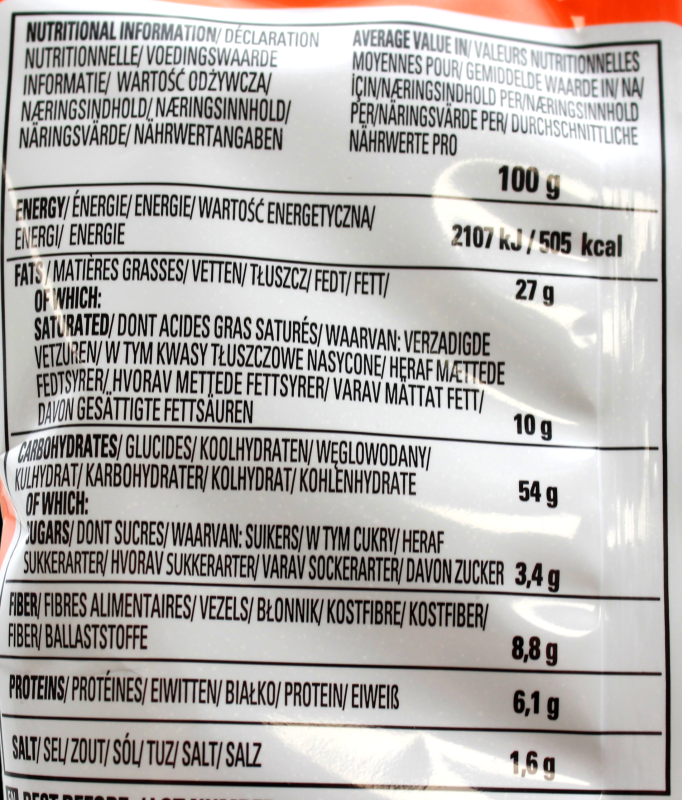 NUTRITIONAL INFORMATION/ DÉCLARATION
NUTRITIONNELLE/ VOEDINGSWAARDE
INFORMATIE/ WARTOŚĆ ODŻYWCZA/
NÆRINGSINDHOLD/ NÆRINGSINNHOLD/
NÄRINGSVÄRDE/ NÄHRWERTANGABEN
AVERAGE VALUE IN/ VALEURS NUTRITIONNELLES
MOYENNES POUR/ GEMIDDELDE WAARDE IN/ NA/
İÇIN/NÆRINGSINDHOLD PER/NÆRINGSINNHOLD
PER/NÄRINGSVÄRDE PER/ DURCHSCHNITTLICHE
NÄHRWERTE PRO
100 g
ENERGY/ ÉNERGIE/ ENERGIE/ WARTOŚĆ ENERGETYCZNA/
ENERGI/ ENERGIE
2107 kJ / 505 kcal
FATS/ MATIÈRES GRASSES/ VETTEN/ TŁUSZCZ/ FEDT/ FETT/
27 g
OF WHICH:
SATURATED/ DONT ACIDES GRAS SATURÉS/ WAARVAN: VERZADIGDE
VETZUREN/ W TYM KWASY TŁUSZCZOWE NASYCONE/ HERAF MÆTTEDE
FEDTSYRER/ HVORAV METTEDE FETTSYRER/ VARAV MÄTTAT FETT/
DAVON GESÄTTIGTE FETTSÄUREN
10 g
CARBOHYDRATES/ GLUCIDES/ KOOLHYDRATEN/ WĘGLOWODANY/
KULHYDRAT/ KARBOHYDRATER/ KOLHYDRAT/ KOHLENHYDRATE
54 g
OF WHICH:
SUGARS/ DONT SUCRES/ WAARVAN: SUIKERS/ W TYM CUKRY/ HERAF
SUKKERARTER/ HVORAV SUKKERARTER/ VARAV SOCKERARTER/ DAVON ZUCKER 3,4 g
FIBER/ FIBRES ALIMENTAIRES/ VEZELS/ BŁONNIK/ KOSTFIBRE/ KOSTFIBER/
FIBER/ BALLASTSTOFFE
8,8 g
PROTEINS/ PROTÉINES/ EIWITTEN/ BIAŁKO/ PROTEIN/ EIWEIß
6,1 g
SALT/ SEL/ ZOUT/ SÓL/ TUZ/ SALT/ SALZ
1,6 g
BEST BEFORE